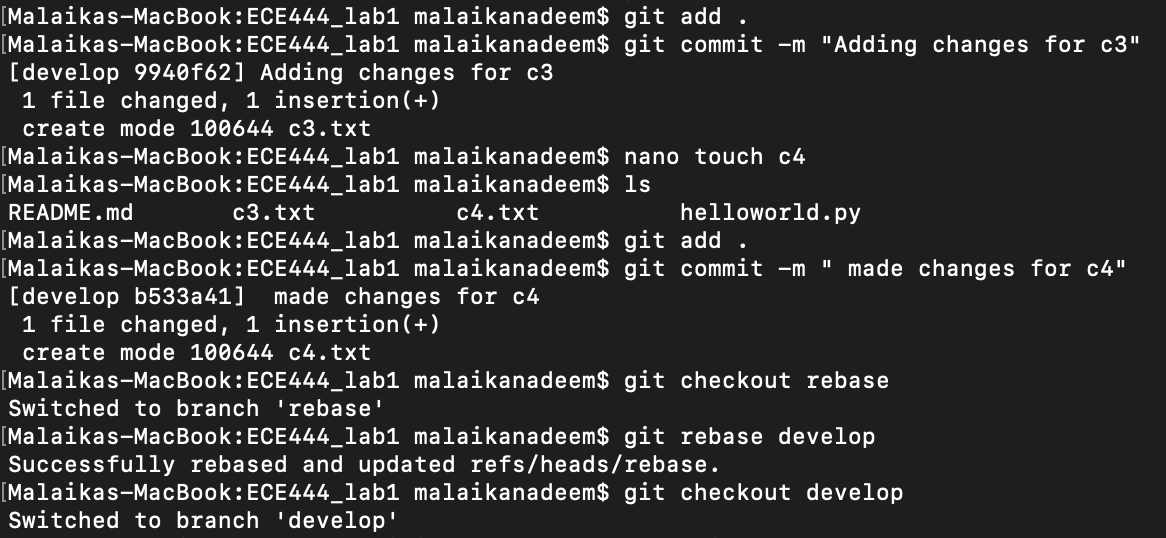 [Malaikas-MacBook:ECE444_lab1 malaikanadeem$ git add .
[Malaikas-MacBook:ECE444_lab1 malaikanadeem$ git commit -m "Adding changes for c3"
[develop 9940f62] Adding changes for c3
1 file changed, 1 insertion(+)
create mode 100644 c3.txt
[Malaikas-MacBook:ECE444_lab1 malaikanadeem$ nano touch c4
[Malaikas-MacBook:ECE444_lab1 malaikanadeem$ ls
README.md c3.txt c4.txt helloworld.py
[Malaikas-MacBook:ECE444_lab1 malaikanadeem$ git add .
[Malaikas-MacBook:ECE444_lab1 malaikanadeem$ git commit -m " made changes for c4"
[develop b533a41]  made changes for c4
1 file changed, 1 insertion(+)
create mode 100644 c4.txt
[Malaikas-MacBook:ECE444_lab1 malaikanadeem$ git checkout rebase
Switched to branch 'rebase'
[Malaikas-MacBook:ECE444_lab1 malaikanadeem$ git rebase develop
Successfully rebased and updated refs/heads/rebase.
[Malaikas-MacBook:ECE444_lab1 malaikanadeem$ git checkout develop
Switched to branch 'develop'